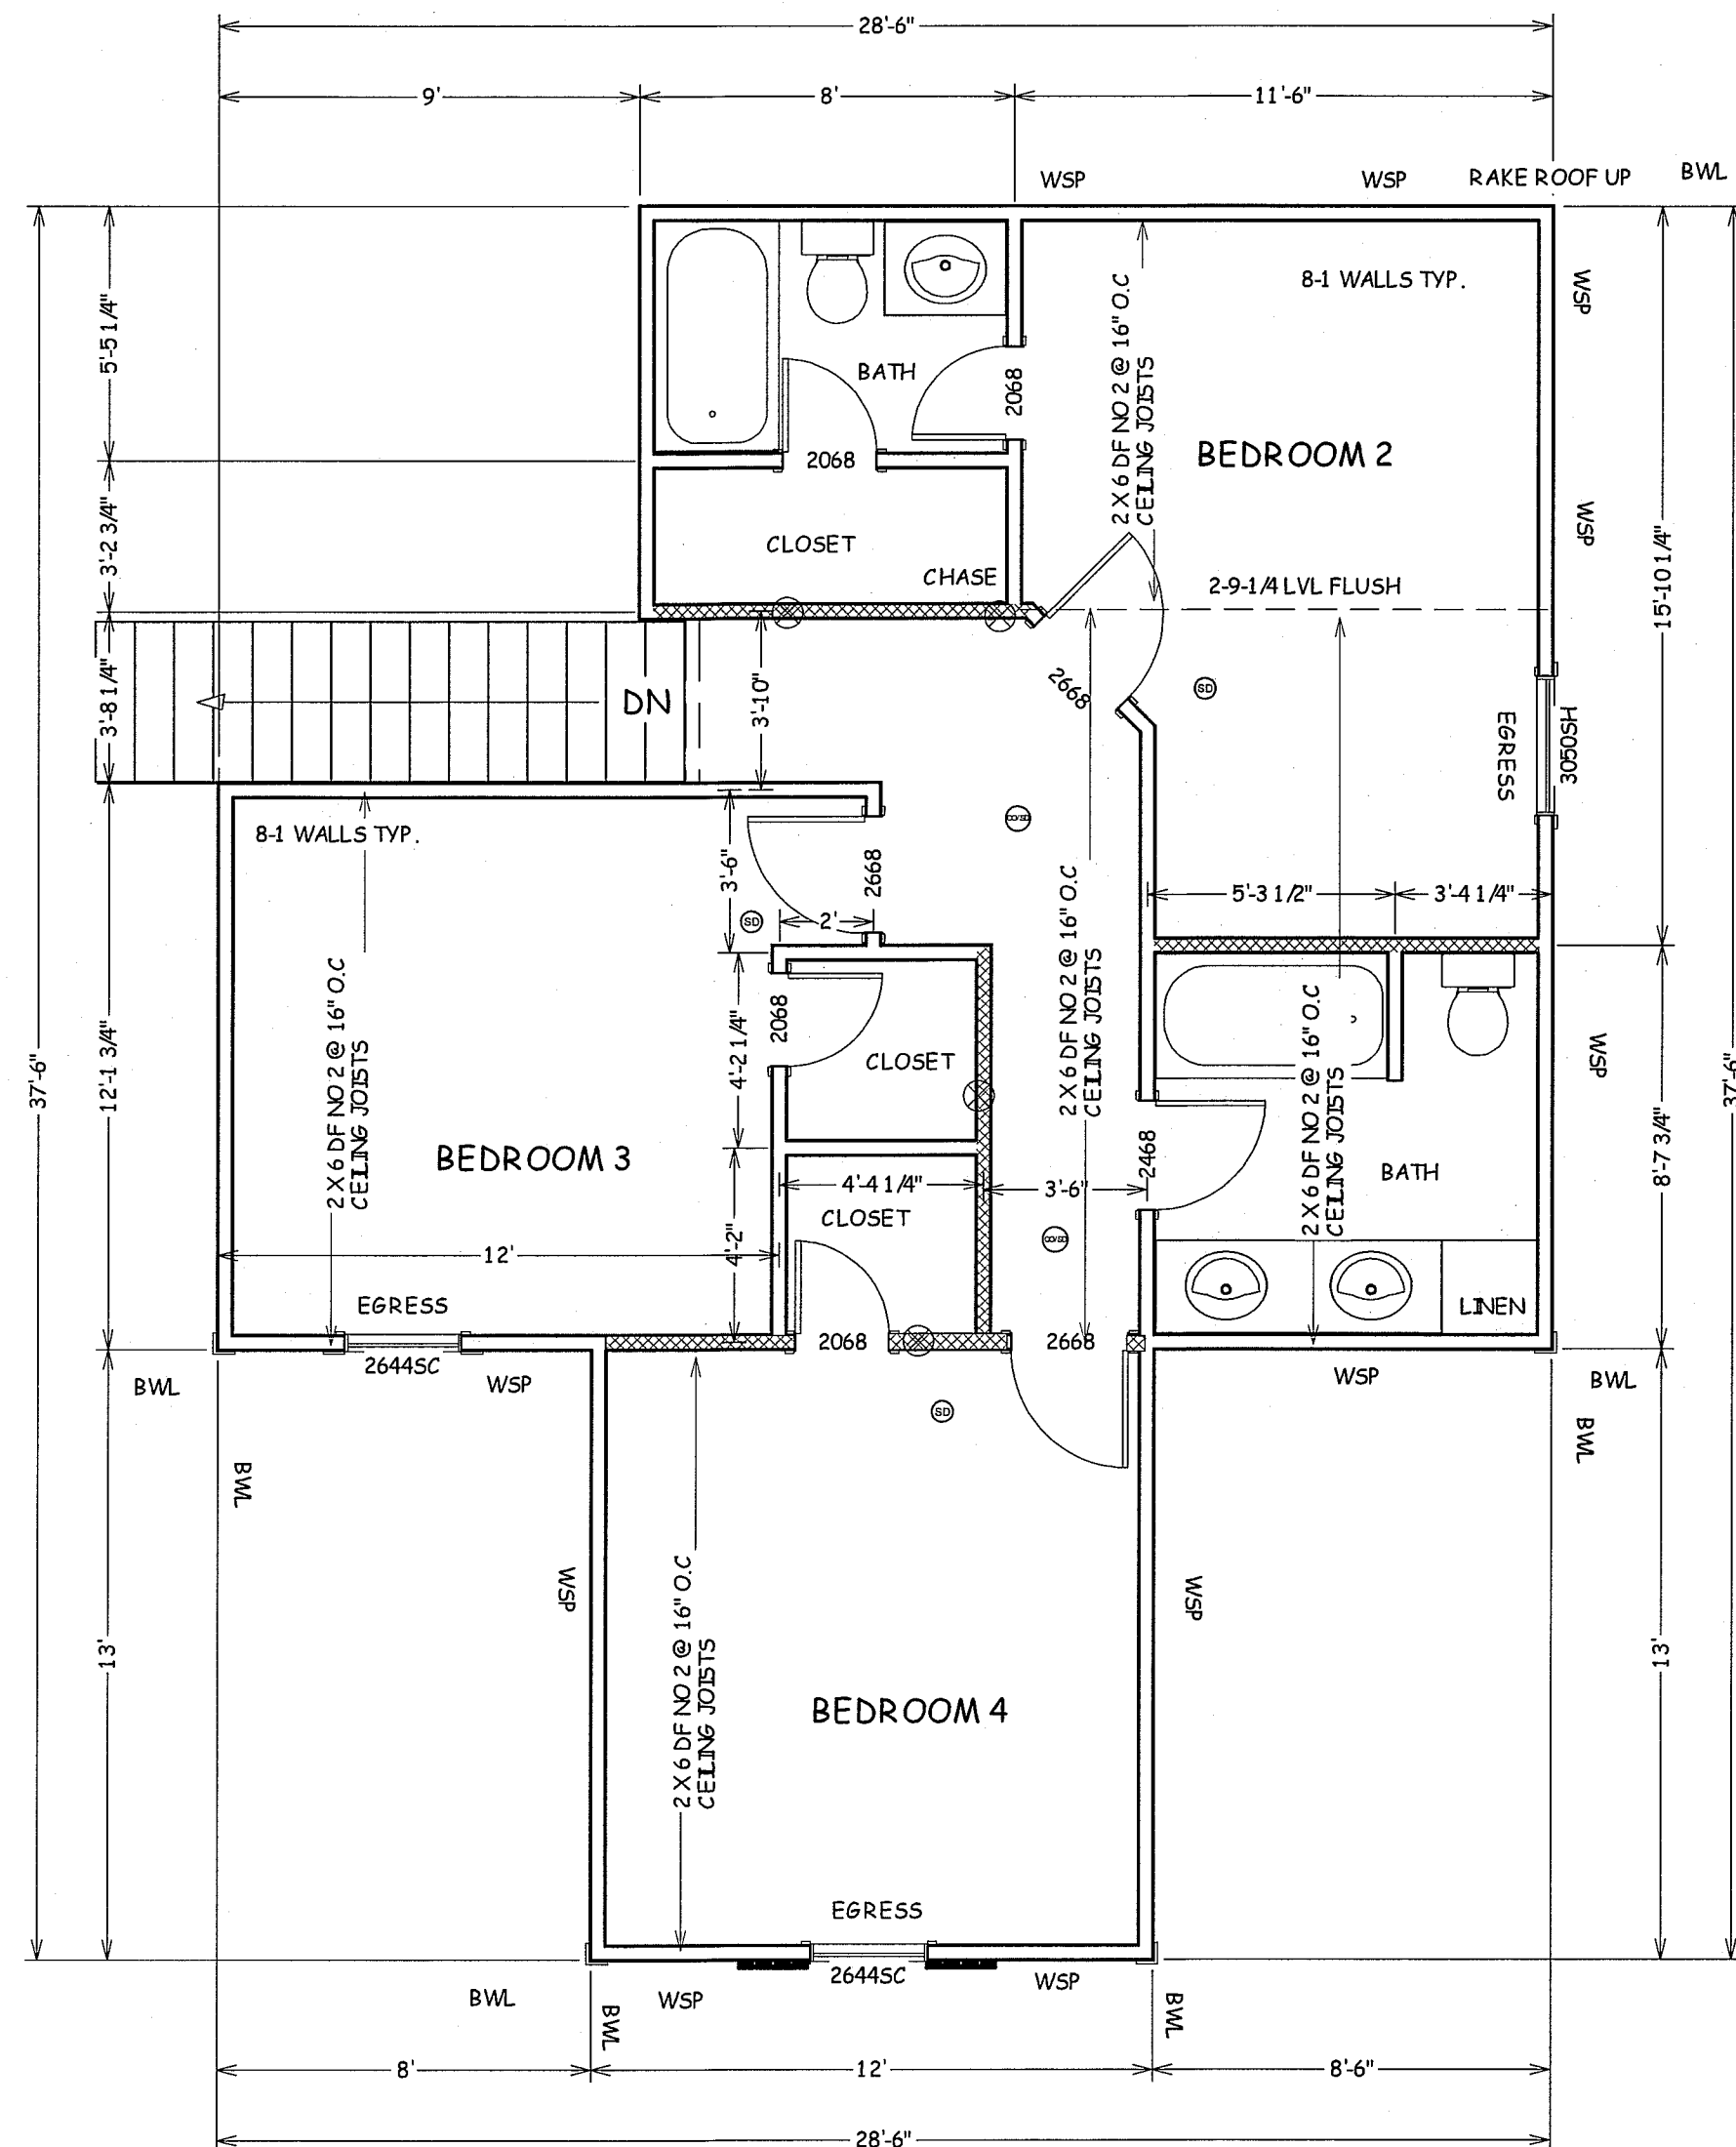 28'-6"
9'
8'
11'-6"
WSP
WSP
RAKE ROOF UP
BWL
5'-5 1/4"
8-1 WALLS TYP.
WSP
2 X 6 DF NO 2 @ 16" O.C
CEILING JOISTS
BATH
2068
BEDROOM 2
2068
WSP
3'-2 3/4"
CLOSET
CHASE
2-9-1/4 LVL FLUSH
15'-10 1/4"
3'-8 1/4"
DN
3'-10"
2668
SD
EGRESS
3050SH
8-1 WALLS TYP.
CO/SD
3'-6"
2668
5'-3 1/2"
3'-4 1/4"
SD
2'
2 X 6 DF NO 2 @ 16" O.C
CEILING JOISTS
2068
4'-2 1/4"
CLOSET
2 X 6 DF NO 2 @ 16" O.C
CEILING JOISTS
2 X 6 DF NO 2 @ 16" O.C
CEILING JOISTS
WSP
37'-6"
12'-1 3/4"
37'-6"
8'-7 3/4"
BEDROOM 3
2468
BATH
4'-4 1/4"
3'-6"
CLOSET
4'-2"
CO/SD
12'
EGRESS
LINEN
2068
2668
2644SC
WSP
BWL
WSP
BWL
SD
BWL
BWL
WSP
WSP
2 X 6 DF NO 2 @ 16" O.C
CEILING JOISTS
13'
13'
BEDROOM 4
EGRESS
2644SC
WSP
BWL
WSP
BWL
BWL
8'
12'
8'-6"
28'-6"